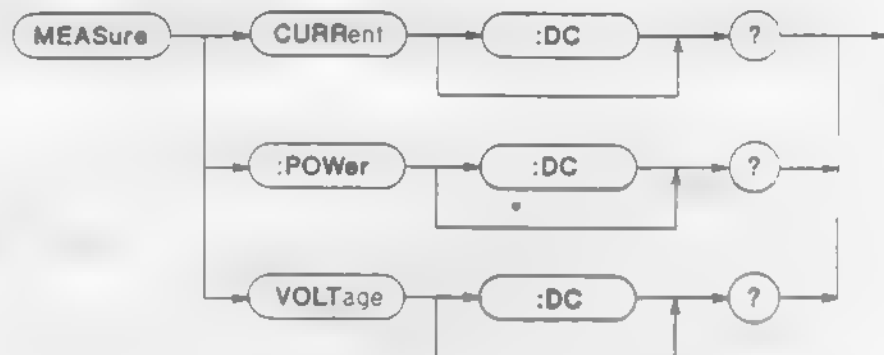 MEASure CURRent :DC ?
:POWer :DC ?
VOLTage :DC ?